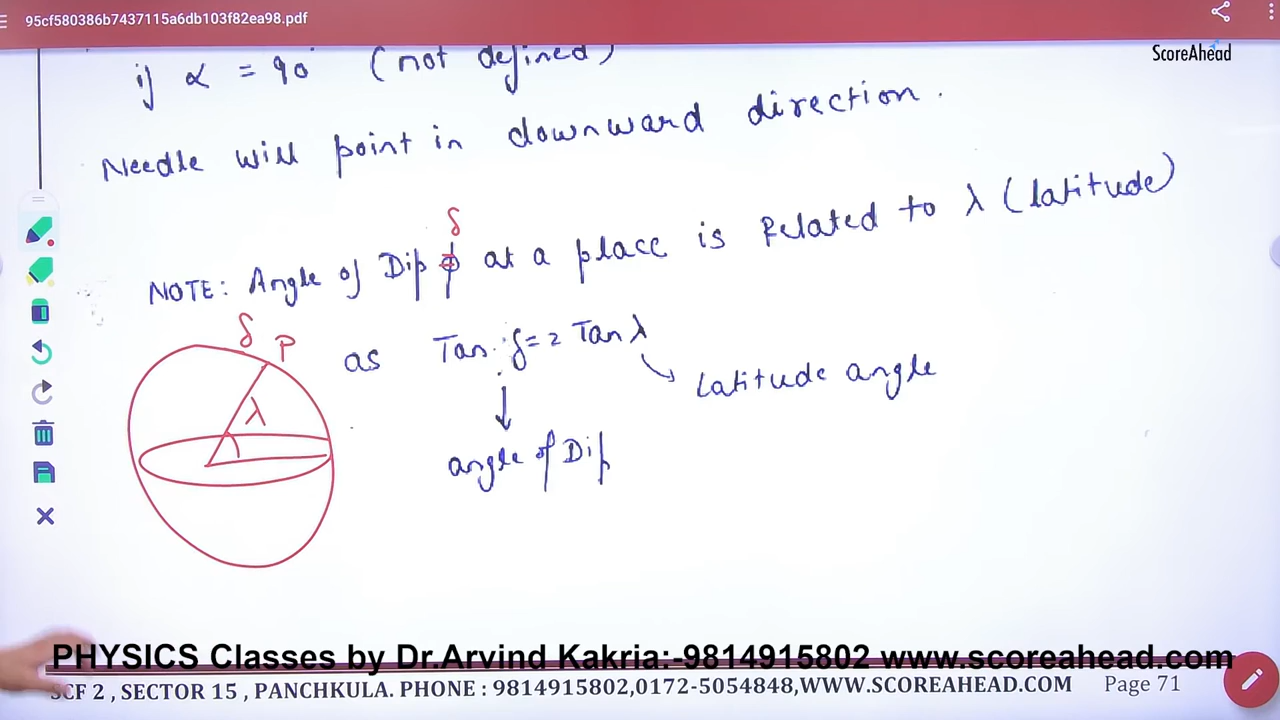 95cf580386b7437115a6db103f82ea98.pdf
ScoreAhead
if α = 90° (not defined)
Needle will point in downward direction.
δ
NOTE: Angle of Dip ϕ at a place is Related to λ (latitude)
δ P
as Tan δ = 2 Tan λ
λ
Latitude angle
angle of Dip
PHYSICS Classes by Dr.Arvind Kakria:-9814915802 www.scoreahead.com
SCF 2 , SECTOR 15 , PANCHKULA. PHONE : 9814915802,0172-5054848,WWW.SCOREAHEAD.COM Page 71